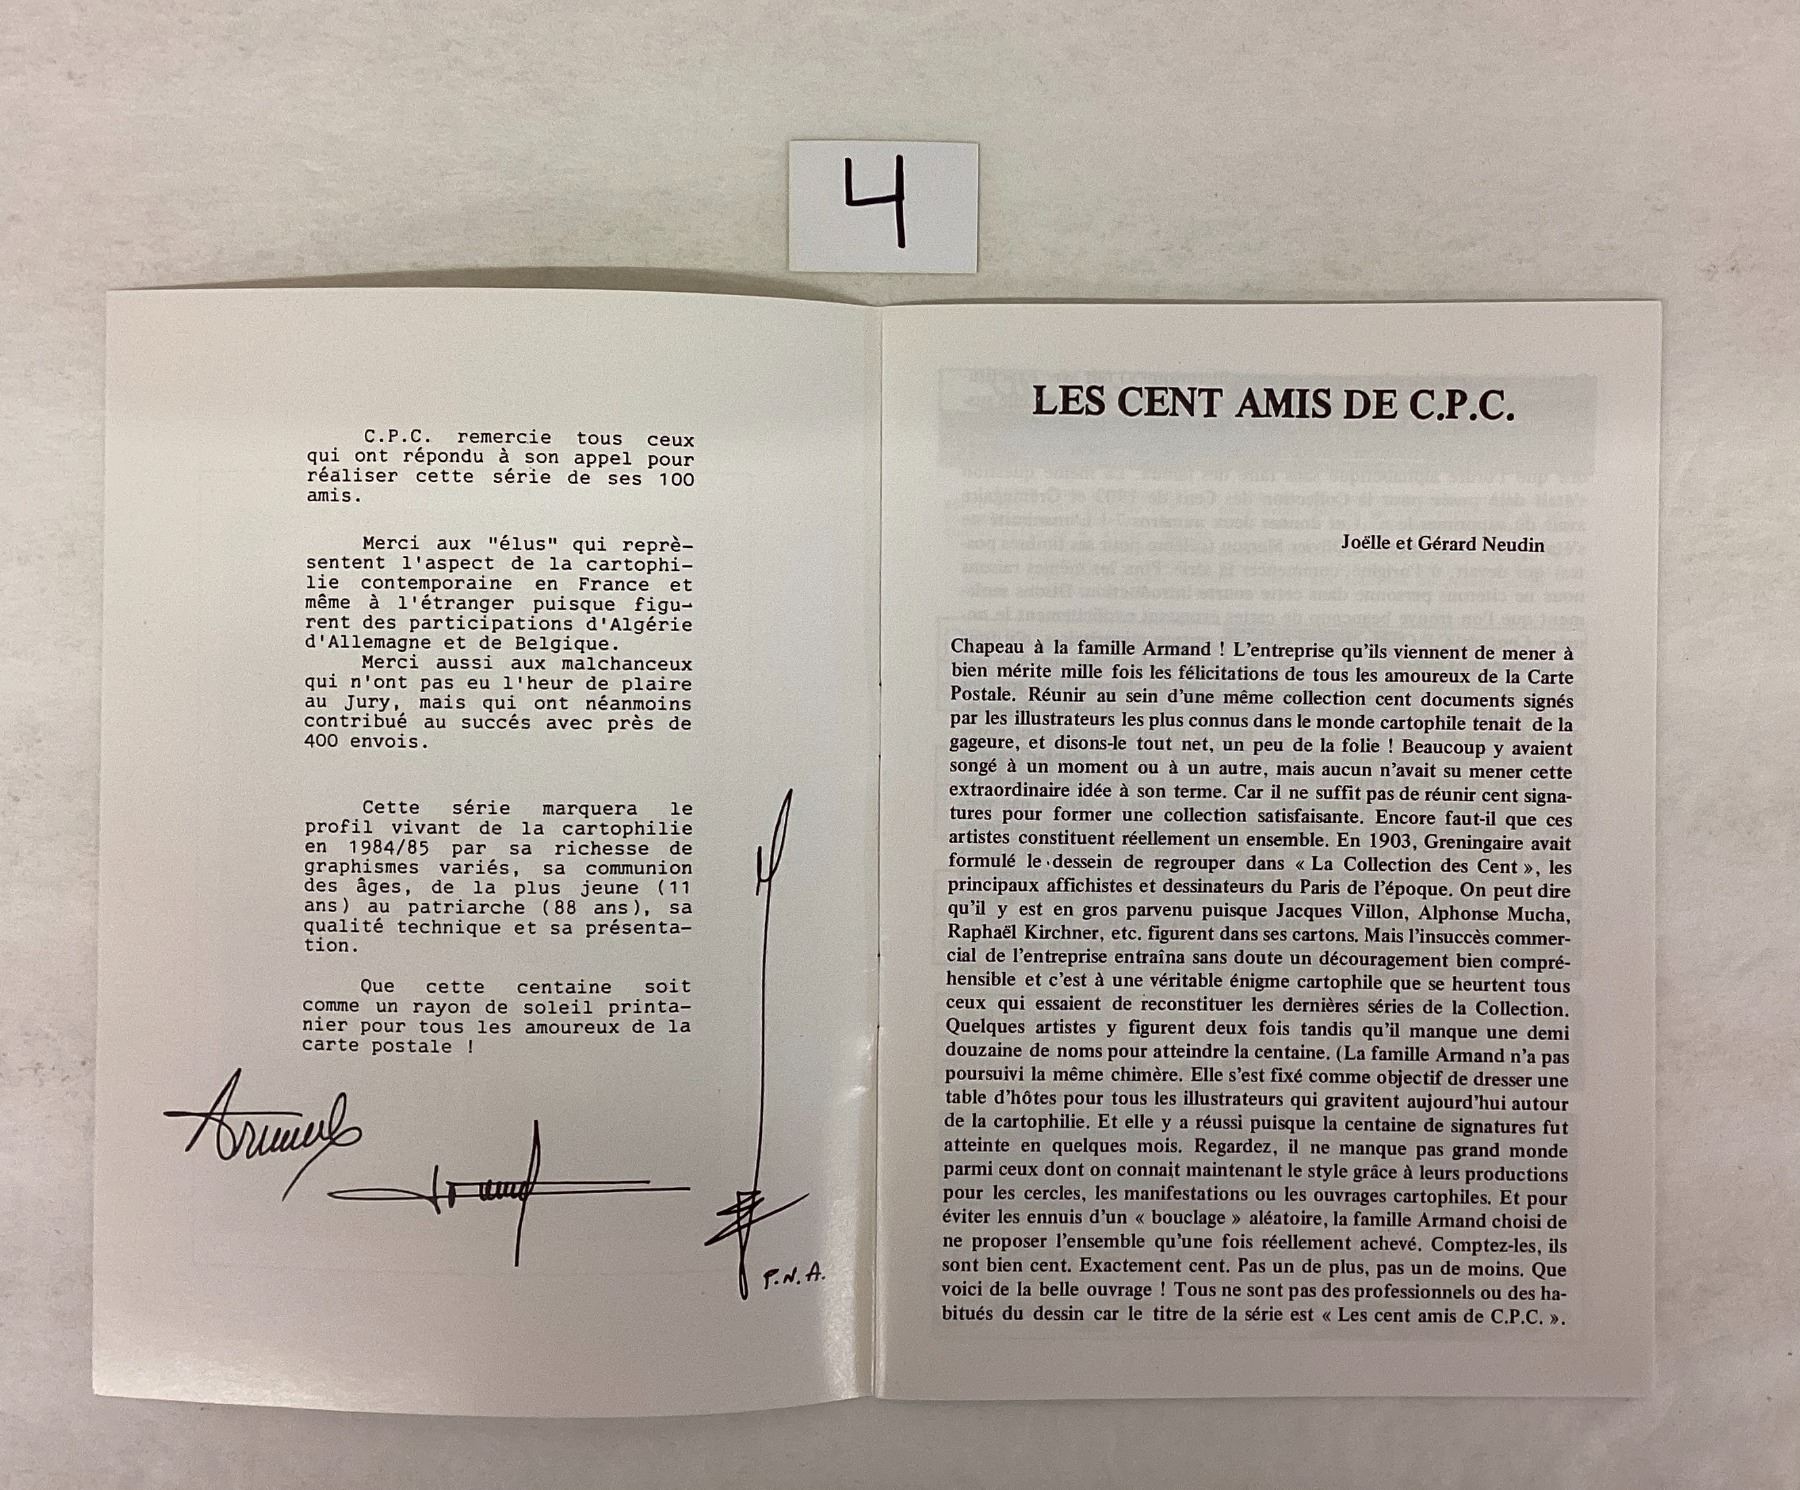 4
C.P.C. remercie tous ceux
qui ont répondu à son appel pour
réaliser cette série de ses 100
amis.
Merci aux "élus" qui reprè-
sentent l'aspect de la cartophi-
lie contemporaine en France et
même à l'étranger puisque figu-
rent des participations d'Algérie
d'Allemagne et de Belgique.
Merci aussi aux malchanceux
qui n'ont pas eu l'heur de plaire
au Jury, mais qui ont néanmoins
contribué au succés avec près de
400 envois.
Cette série marquera le
profil vivant de la cartophilie
en 1984/85 par sa richesse de
graphismes variés, sa communion
des âges, de la plus jeune (11
ans) au patriarche (88 ans), sa
qualité technique et sa présenta-
tion.
Que cette centaine soit
comme un rayon de soleil printa-
nier pour tous les amoureux de la
carte postale !
P.N.A.
LES CENT AMIS DE C.P.C.
Joëlle et Gérard Neudin
Chapeau à la famille Armand ! L'entreprise qu'ils viennent de mener à
bien mérite mille fois les félicitations de tous les amoureux de la Carte
Postale. Réunir au sein d'une même collection cent documents signés
par les illustrateurs les plus connus dans le monde cartophile tenait de la
gageure, et disons-le tout net, un peu de la folie ! Beaucoup y avaient
songé à un moment ou à un autre, mais aucun n'avait su mener cette
extraordinaire idée à son terme. Car il ne suffit pas de réunir cent signa-
tures pour former une collection satisfaisante. Encore faut-il que ces
artistes constituent réellement un ensemble. En 1903, Greningaire avait
formulé le dessein de regrouper dans « La Collection des Cent », les
principaux affichistes et dessinateurs du Paris de l'époque. On peut dire
qu'il y est en gros parvenu puisque Jacques Villon, Alphonse Mucha,
Raphaël Kirchner, etc. figurent dans ses cartons. Mais l'insuccès commer-
cial de l'entreprise entraîna sans doute un découragement bien compré-
hensible et c'est à une véritable énigme cartophile que se heurtent tous
ceux qui essaient de reconstituer les dernières séries de la Collection.
Quelques artistes y figurent deux fois tandis qu'il manque une demi
douzaine de noms pour atteindre la centaine. (La famille Armand n'a pas
poursuivi la même chimère. Elle s'est fixé comme objectif de dresser une
table d'hôtes pour tous les illustrateurs qui gravitent aujourd'hui autour
de la cartophilie. Et elle y a réussi puisque la centaine de signatures fut
atteinte en quelques mois. Regardez, il ne manque pas grand monde
parmi ceux dont on connait maintenant le style grâce à leurs productions
pour les cercles, les manifestations ou les ouvrages cartophiles. Et pour
éviter les ennuis d'un « bouclage » aléatoire, la famille Armand choisi de
ne proposer l'ensemble qu'une fois réellement achevé. Comptez-les, ils
sont bien cent. Exactement cent. Pas un de plus, pas un de moins. Que
voici de la belle ouvrage ! Tous ne sont pas des professionnels ou des ha-
bitués du dessin car le titre de la série est « Les cent amis de C.P.C. ».